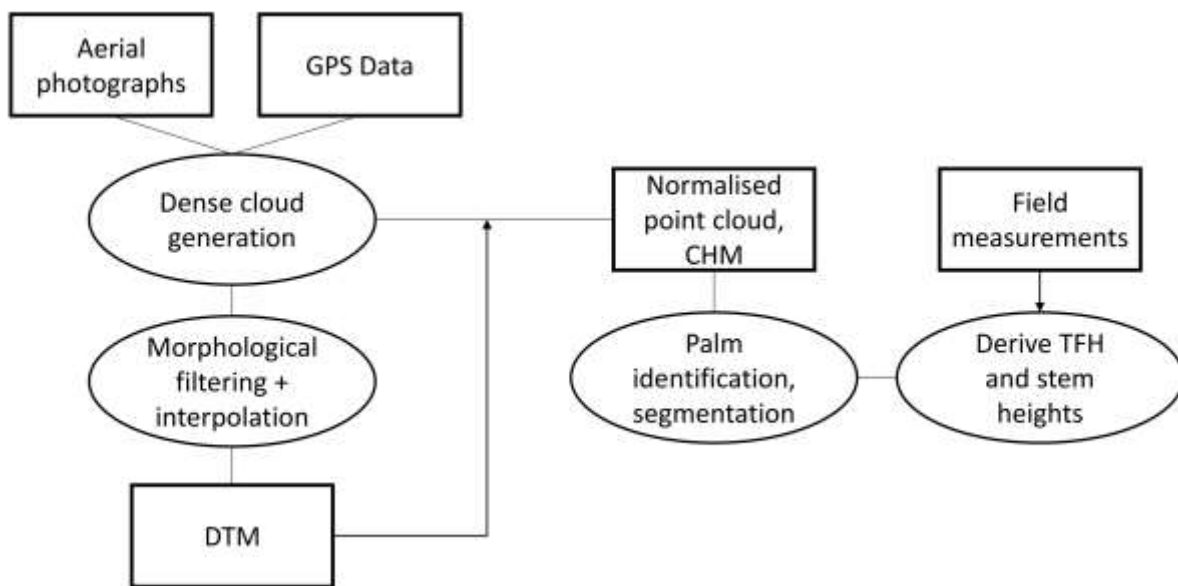 Aerial
photographs
GPS Data
Dense cloud
generation
Normalised
point cloud,
CHM
Field
measurements
Morphological
filtering +
interpolation
Palm
identification,
segmentation
Derive TFH
and stem
heights
DTM